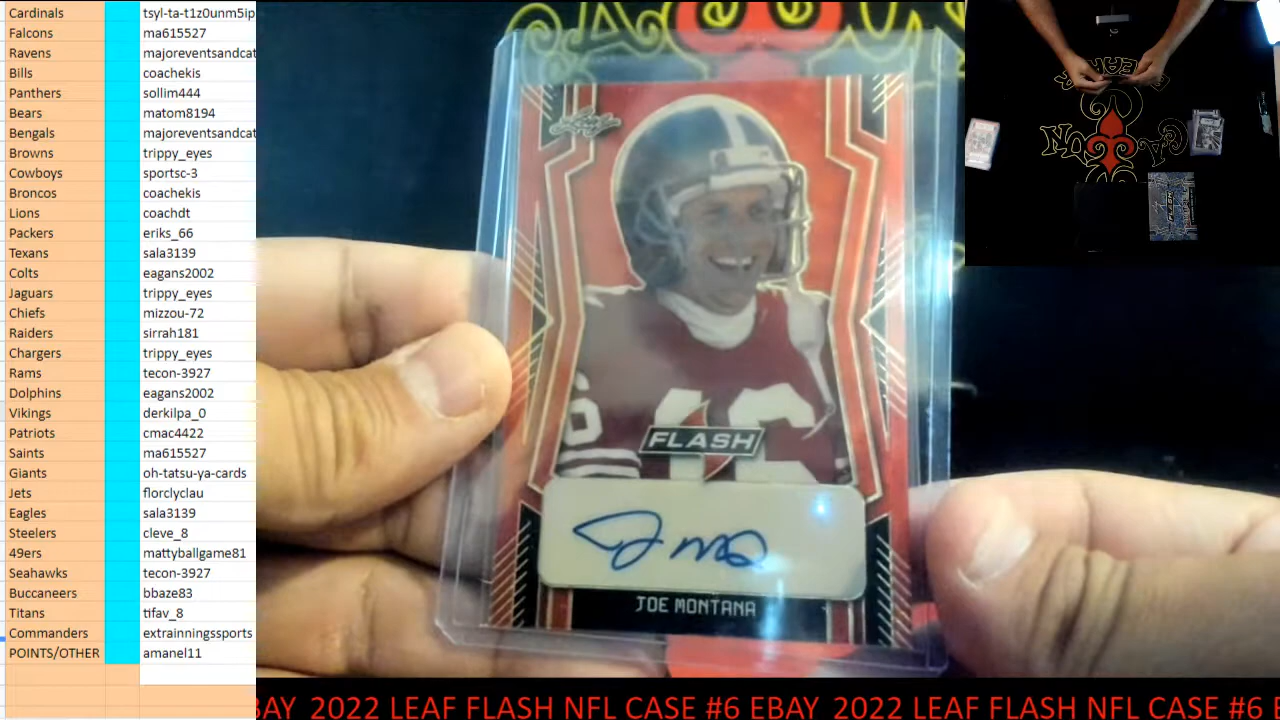 Cardinals tsyl-ta-t1z0unm5ip
Falcons ma615527
Ravens majoreventsandcat
Bills coachekis
Panthers sollim444
Bears matom8194
Bengals majoreventsandcat
Browns trippy_eyes
Cowboys sportsc-3
Broncos coachekis
Lions coachdt
Packers eriks_66
Texans sala3139
Colts eagans2002
Jaguars trippy_eyes
Chiefs mizzou-72
Raiders sirrah181
Chargers trippy_eyes
Rams tecon-3927
Dolphins eagans2002
Vikings derkilpa_0
Patriots cmac4422
Saints ma615527
Giants oh-tatsu-ya-cards
Jets florclyclau
Eagles sala3139
Steelers cleve_8
49ers mattyballgame81
Seahawks tecon-3927
Buccaneers bbaze83
Titans tifav_8
Commanders extrainningssports
POINTS/OTHER amanel11
Leaf
16
FLASH
JOE MONTANA
FLASH
BAY 2022 LEAF FLASH NFL CASE #6 EBAY 2022 LEAF FLASH NFL CASE #6 E